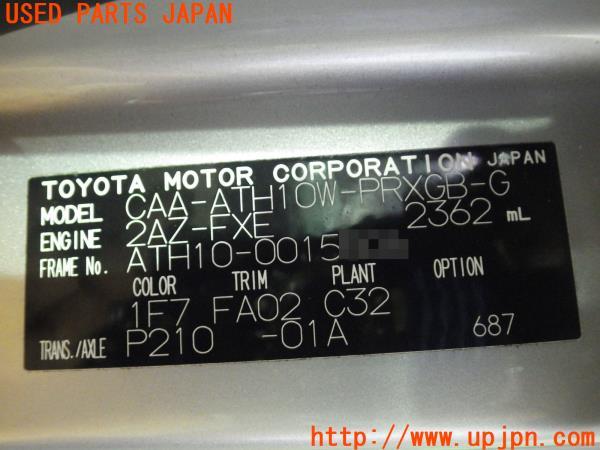 USED PARTS JAPAN
TOYOTA MOTOR CORPORATION JAPAN
MODEL CAA-ATH10W-PRXGB-G
ENGINE 2AZ-FXE 2362 mL
FRAME No. ATH10-0015
COLOR TRIM PLANT OPTION
1F7 FA02 C32
TRANS./AXLE P210 -01A 687
http://www.upjpn.com/